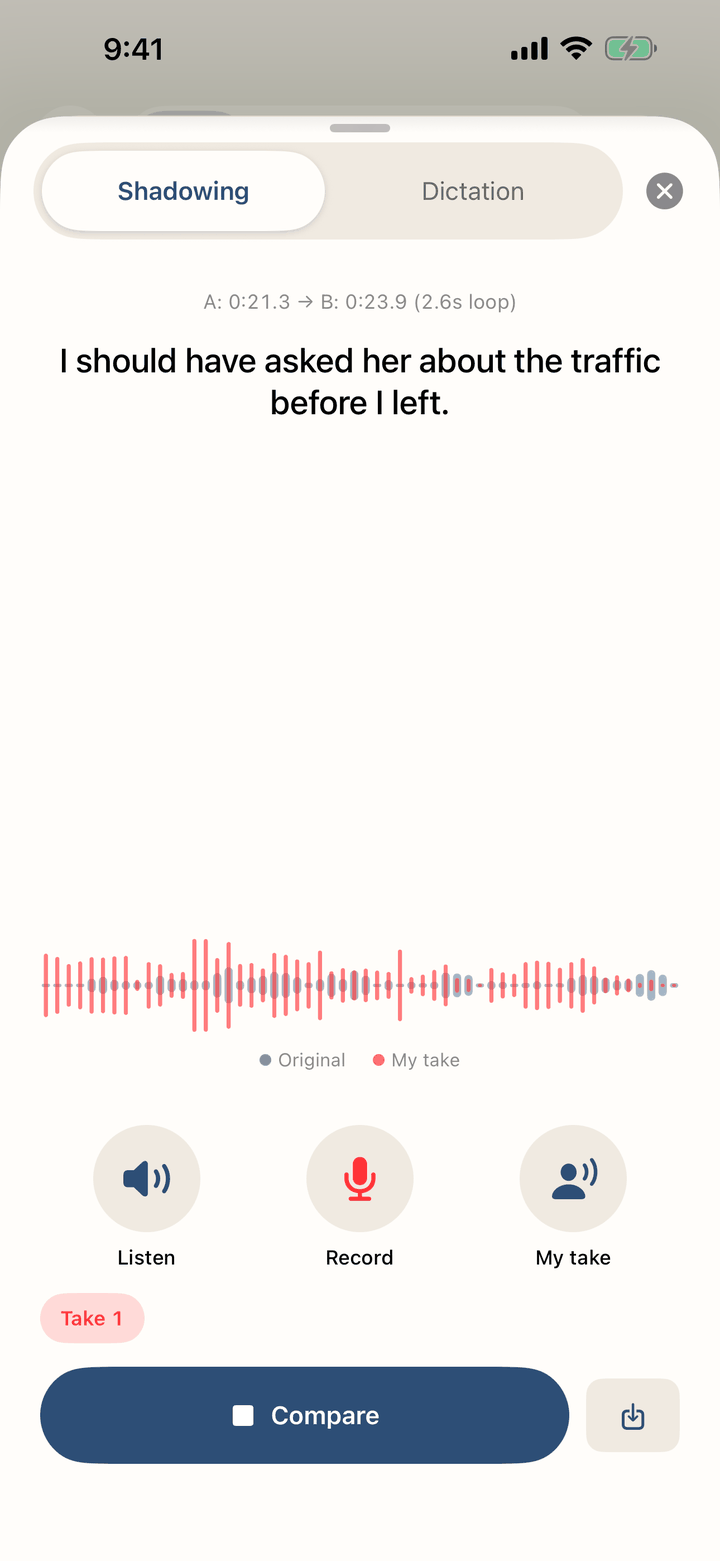 9:41
Shadowing
Dictation
A: 0:21.3 → B: 0:23.9 (2.6s loop)
I should have asked her about the traffic
before I left.
Original
My take
Listen
Record
My take
Take 1
Compare